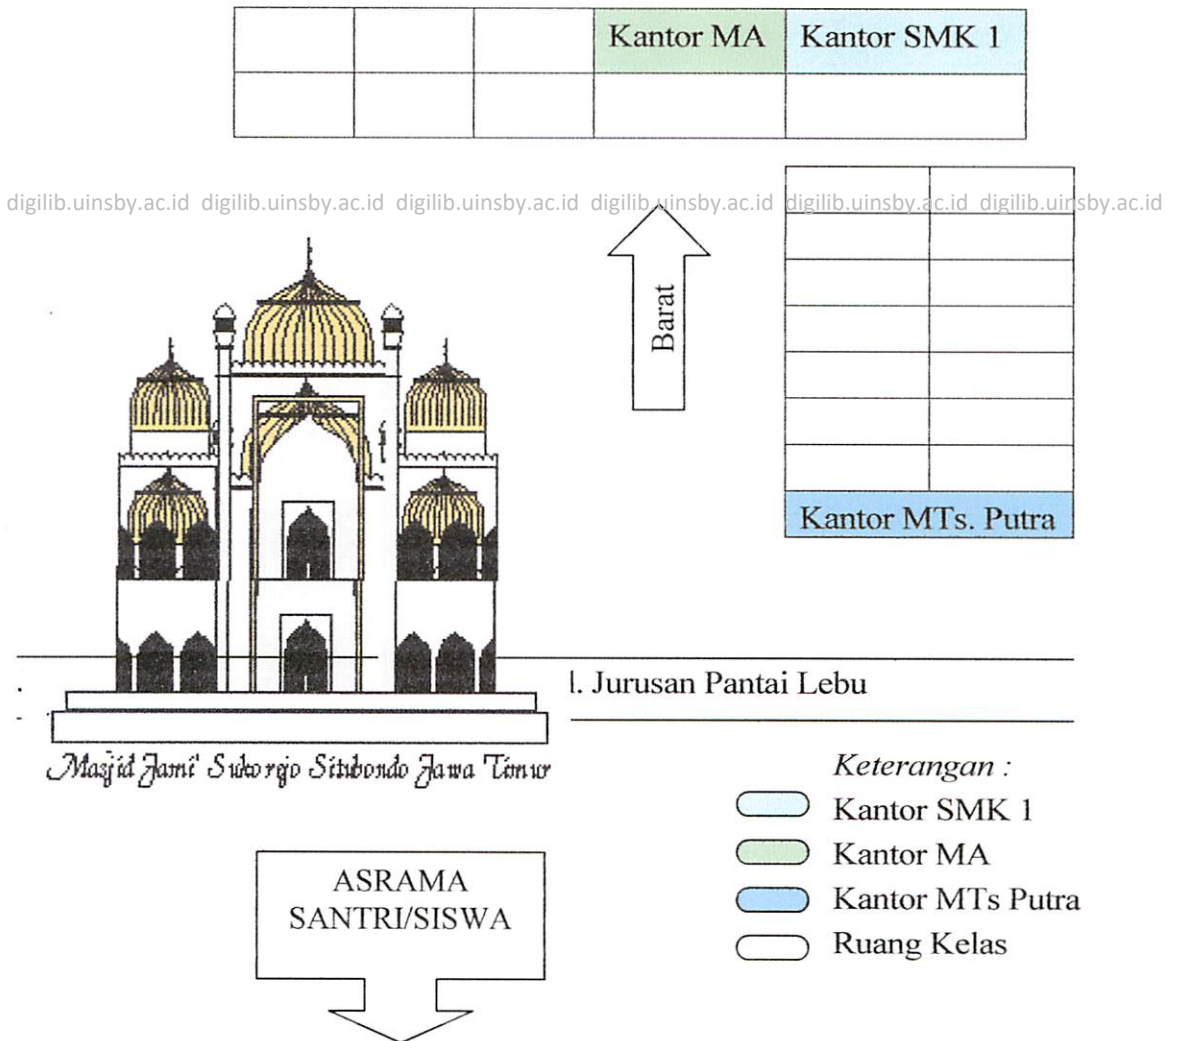 Kantor MA
Kantor SMK 1
digilib.uinsby.ac.id digilib.uinsby.ac.id digilib.uinsby.ac.id digilib.uinsby.ac.id digilib.uinsby.ac.id digilib.uinsby.ac.id
Barat
Kantor MTs. Putra
l. Jurusan Pantai Lebu
Masjid Jami' Sukorejo Situbondo Jawa Timur
Keterangan :
Kantor SMK 1
Kantor MA
Kantor MTs Putra
Ruang Kelas
ASRAMA
SANTRI/SISWA